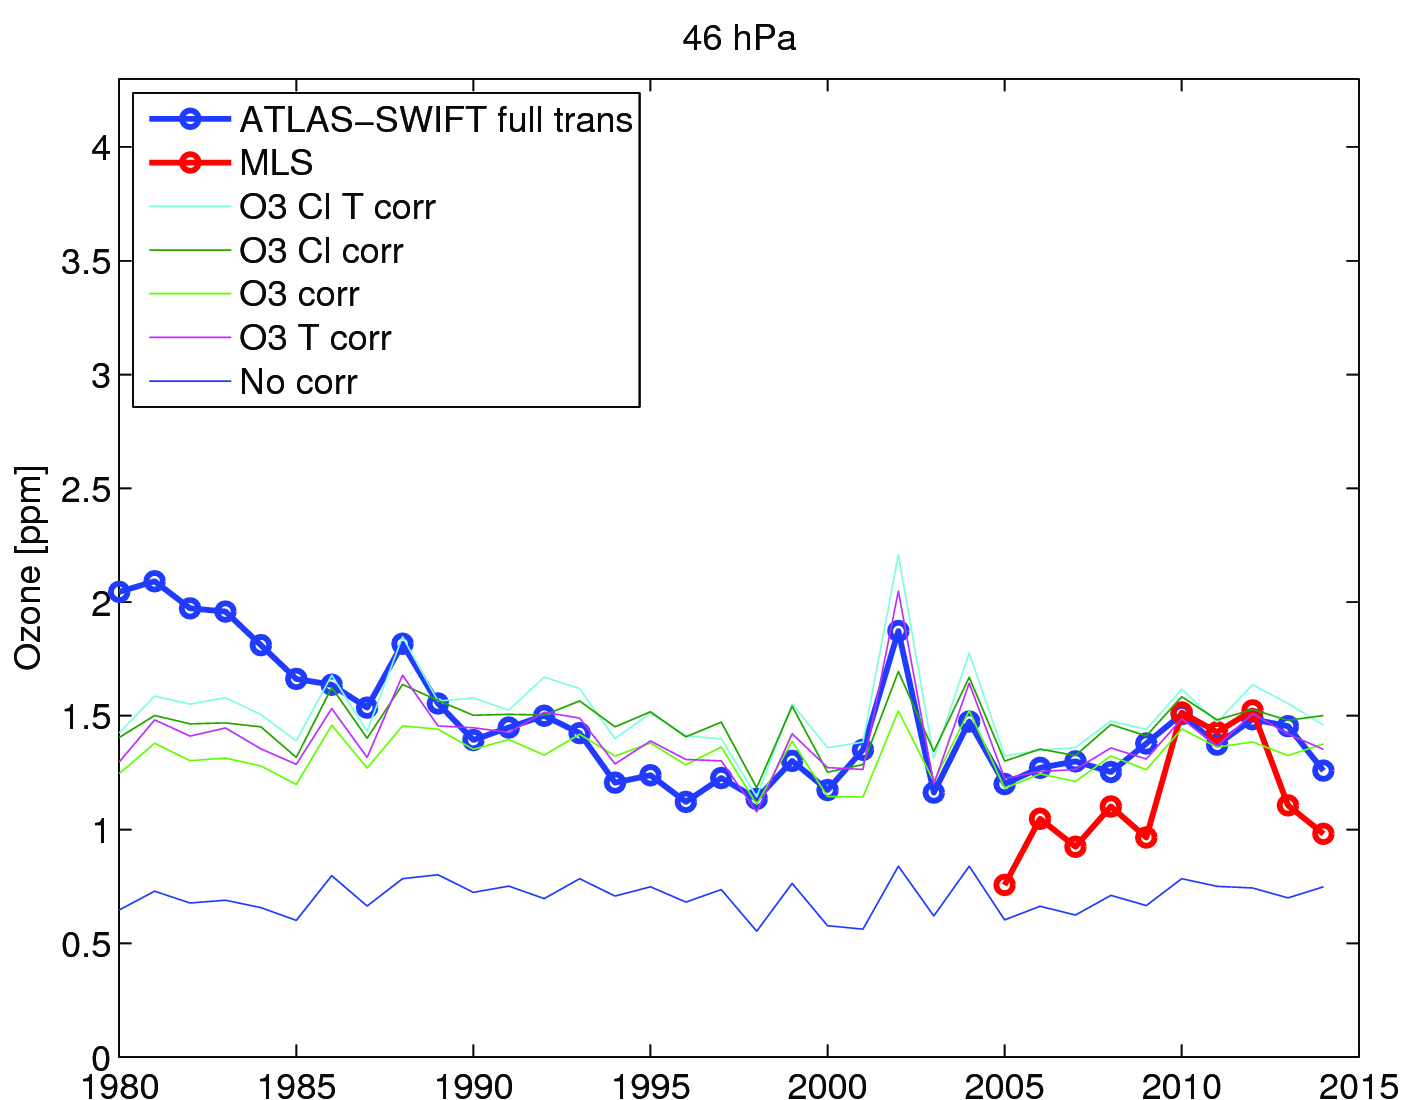 46 hPa
ATLAS−SWIFT full trans
MLS
O3 Cl T corr
O3 Cl corr
O3 corr
O3 T corr
No corr
Ozone [ppm]
4
3.5
3
2.5
2
1.5
1
0.5
0
1980 1985 1990 1995 2000 2005 2010 2015